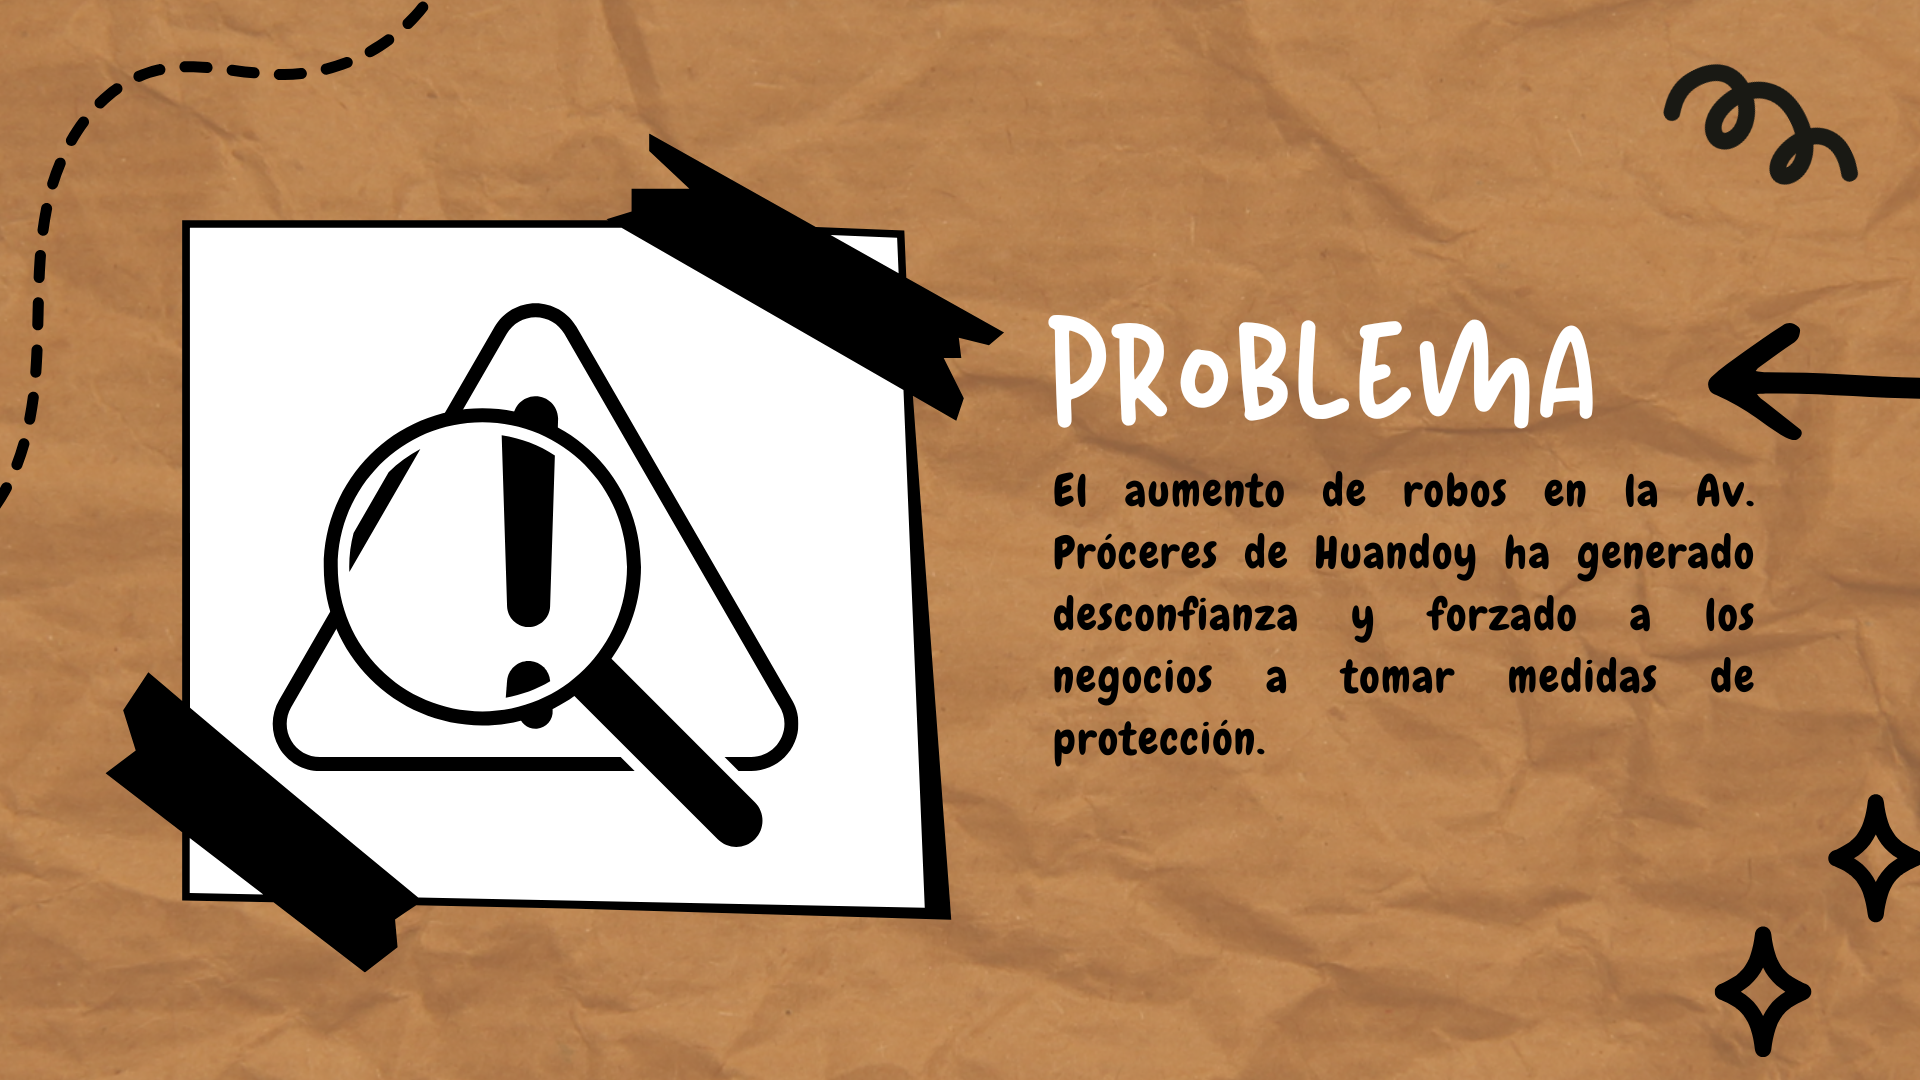 PROBLEMA
El aumento de robos en la Av.
Próceres de Huandoy ha generado
desconfianza y forzado a los
negocios a tomar medidas de
protección.